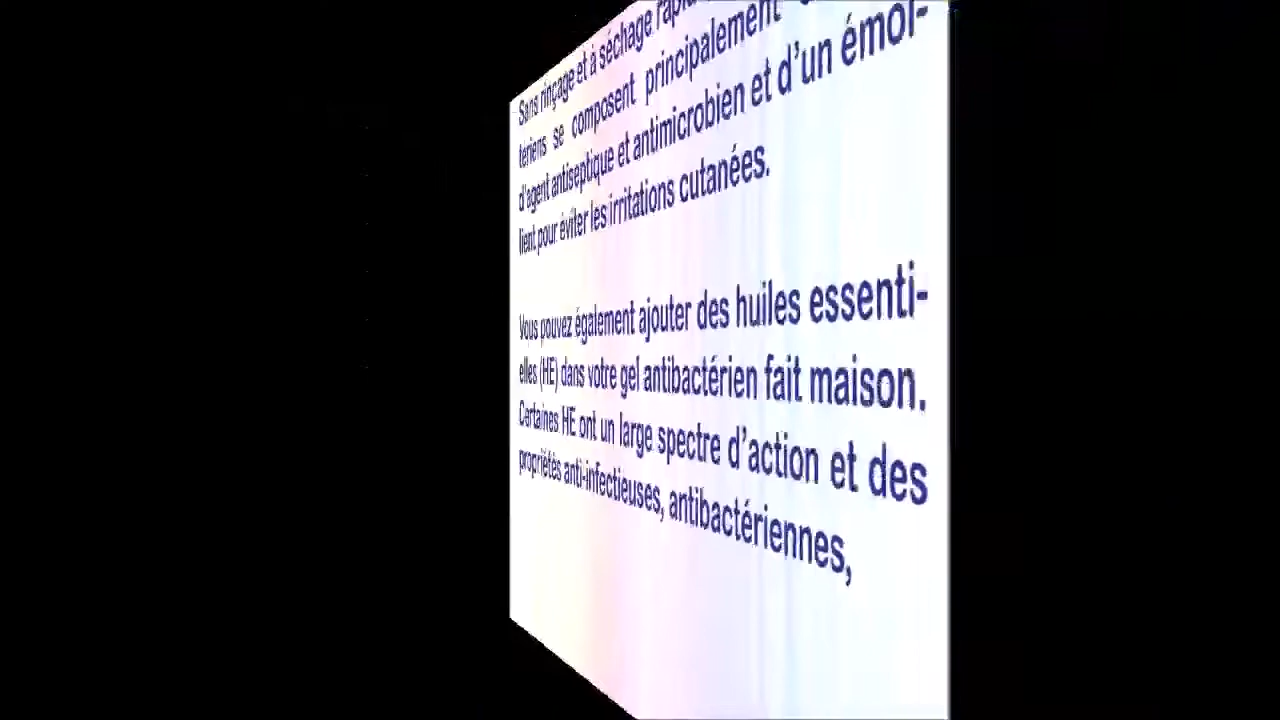 Sans rinçage et à séchage
tériens se composent principalement
d'agent antiseptique et antimicrobien et d'un émol-
lient pour éviter les irritations cutanées.
Vous pouvez également ajouter des huiles essenti-
elles (HE) dans votre gel antibactérien fait maison.
Certaines HE ont un large spectre d'action et des
propriétés anti-infectieuses, antibactériennes,